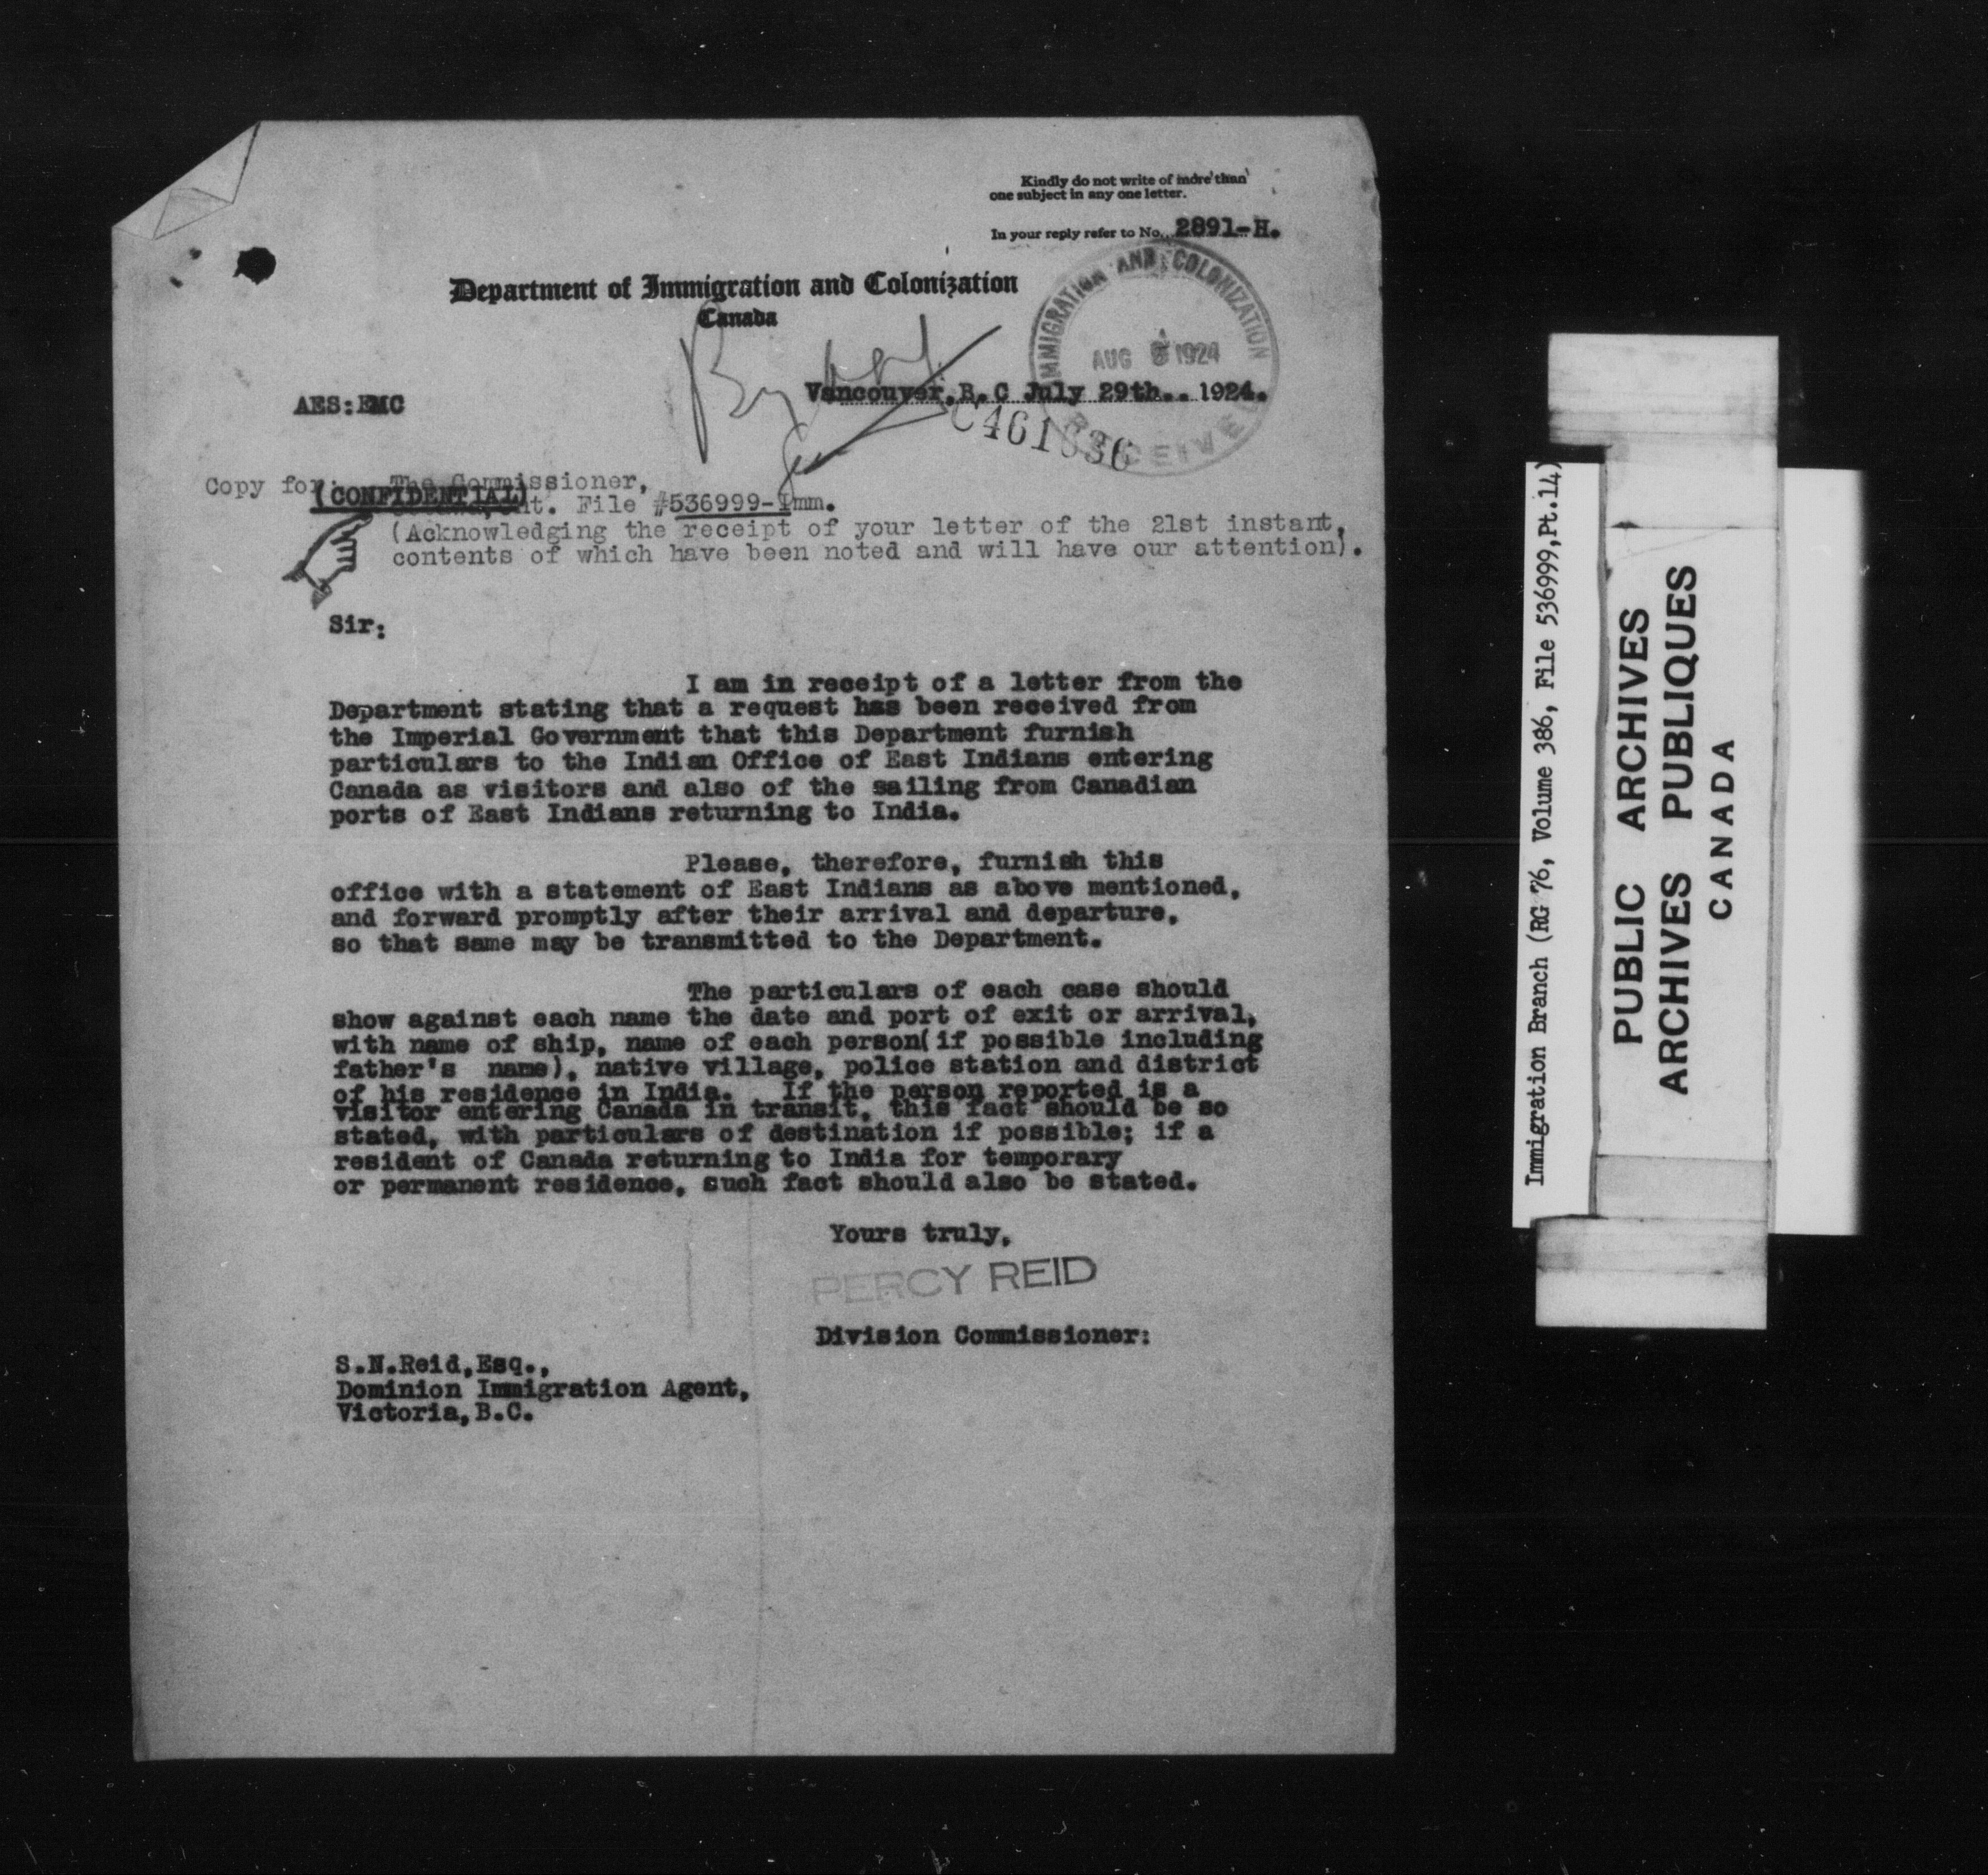 Kindly do not write of more than
one subject in any one letter.
In your reply refer to No. 2891-H.
Department of Immigration and Colonization
Canada
IMMIGRATION AND COLONIZATION
AUG 1924
RECEIVED
AES:EMC
Vancouver, B.C July 29th.. 1924.
C461636
Copy for: The Commissioner,
(CONFIDENTIAL)
nt. File #536999-Imm.
(Acknowledging the receipt of your letter of the 21st instant,
contents of which have been noted and will have our attention).
Sir:
I am in receipt of a letter from the
Department stating that a request has been received from
the Imperial Government that this Department furnish
particulars to the Indian Office of East Indians entering
Canada as visitors and also of the sailing from Canadian
ports of East Indians returning to India.
Please, therefore, furnish this
office with a statement of East Indians as above mentioned,
and forward promptly after their arrival and departure,
so that same may be transmitted to the Department.
The particulars of each case should
show against each name the date and port of exit or arrival,
with name of ship, name of each person(if possible including
father's name), native village, police station and district
of his residence in India. If the person reported is a
visitor entering Canada in transit, this fact should be so
stated, with particulars of destination if possible; if a
resident of Canada returning to India for temporary
or permanent residence, such fact should also be stated.
Yours truly,
PERCY REID
Division Commissioner:
S.N.Reid,Esq.,
Dominion Immigration Agent,
Victoria,B.C.
Immigration Branch (RG 76, Volume 386, File 536999,Pt.14)
PUBLIC ARCHIVES
ARCHIVES PUBLIQUES
CANADA